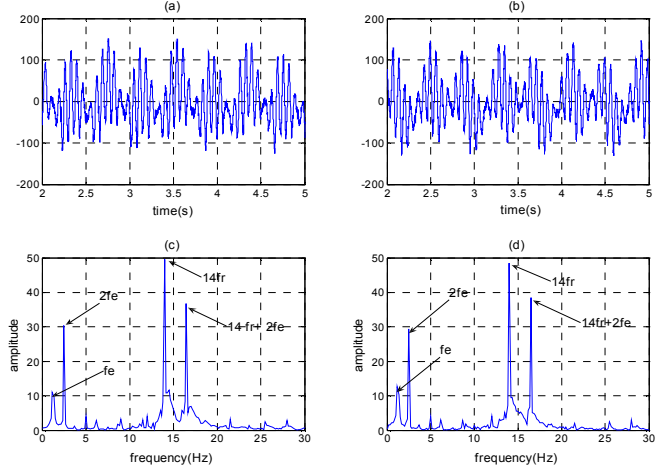 (a)
200
100
0
-100
-200
2
2.5
3
3.5
4
4.5
5
time(s)
(b)
200
100
0
-100
-200
2
2.5
3
3.5
4
4.5
5
time(s)
(c)
50
40
30
20
10
0
amplitude
14fr
2fe
14 fr+ 2fe
fe
0
5
10
15
20
25
30
frequency(Hz)
(d)
50
40
30
20
10
0
amplitude
14fr
2fe
14fr+2fe
fe
0
5
10
15
20
25
30
frequency(Hz)